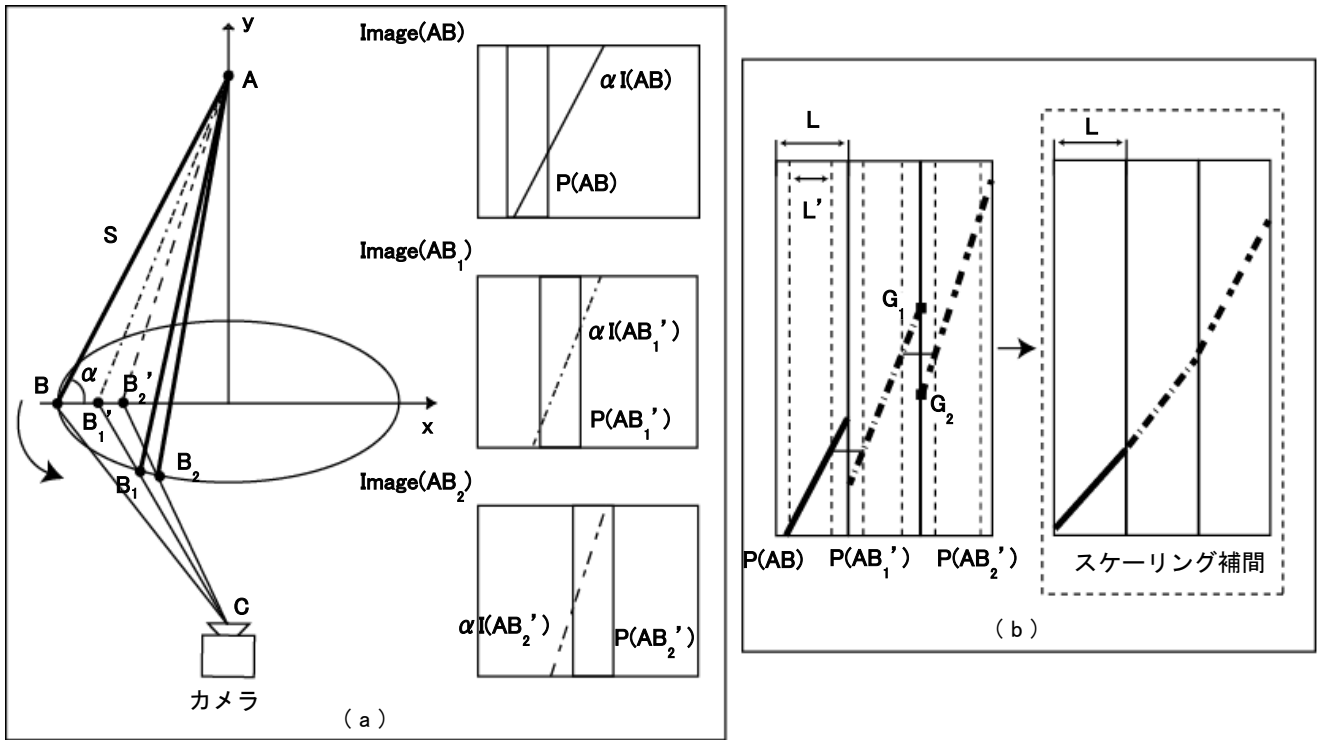 y
A
S
B
α
B₁'
B₂'
x
B₁
B₂
C
カメラ
(a)
Image(AB)
αI(AB)
P(AB)
Image(AB₁)
αI(AB₁')
P(AB₁')
Image(AB₂)
αI(AB₂')
P(AB₂')
L
L'
G₁
G₂
P(AB)
P(AB₁')
P(AB₂')
L
スケーリング補間
(b)